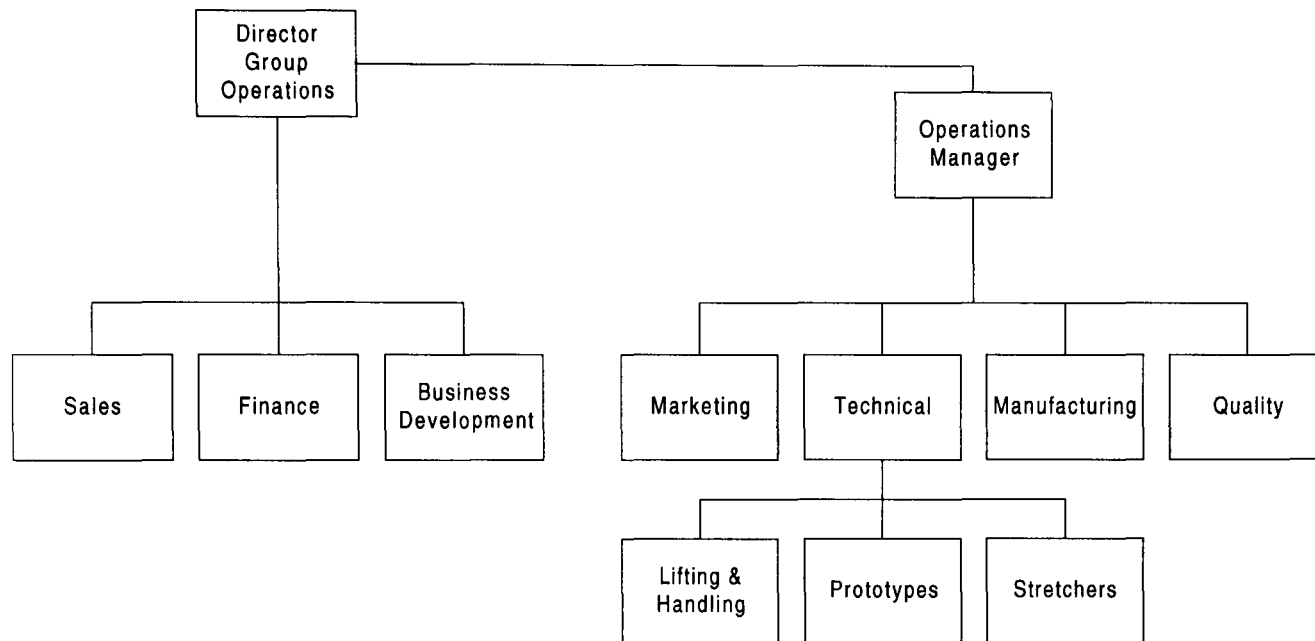 Director
Group
Operations
Operations
Manager
Sales
Finance
Business
Development
Marketing
Technical
Manufacturing
Quality
Lifting &
Handling
Prototypes
Stretchers